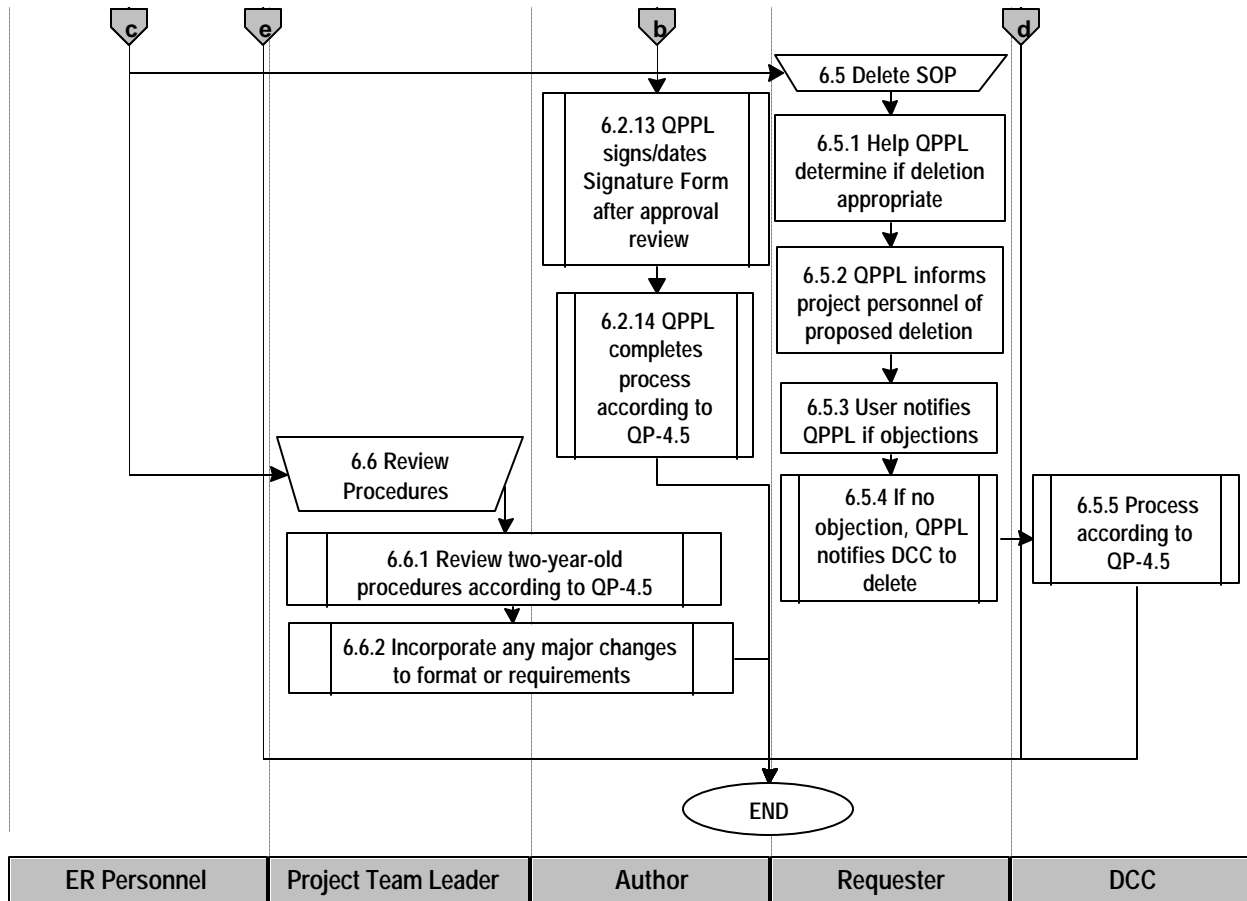 c
e
b
d
6.5 Delete SOP
6.2.13 QPPL
signs/dates
Signature Form
after approval
review
6.5.1 Help QPPL
determine if deletion
appropriate
6.5.2 QPPL informs
project personnel of
proposed deletion
6.2.14 QPPL
completes
process
according to
QP-4.5
6.5.3 User notifies
QPPL if objections
6.6 Review
Procedures
6.5.4 If no
objection, QPPL
notifies DCC to
delete
6.5.5 Process
according to
QP-4.5
6.6.1 Review two-year-old
procedures according to QP-4.5
6.6.2 Incorporate any major changes
to format or requirements
END
ER Personnel
Project Team Leader
Author
Requester
DCC